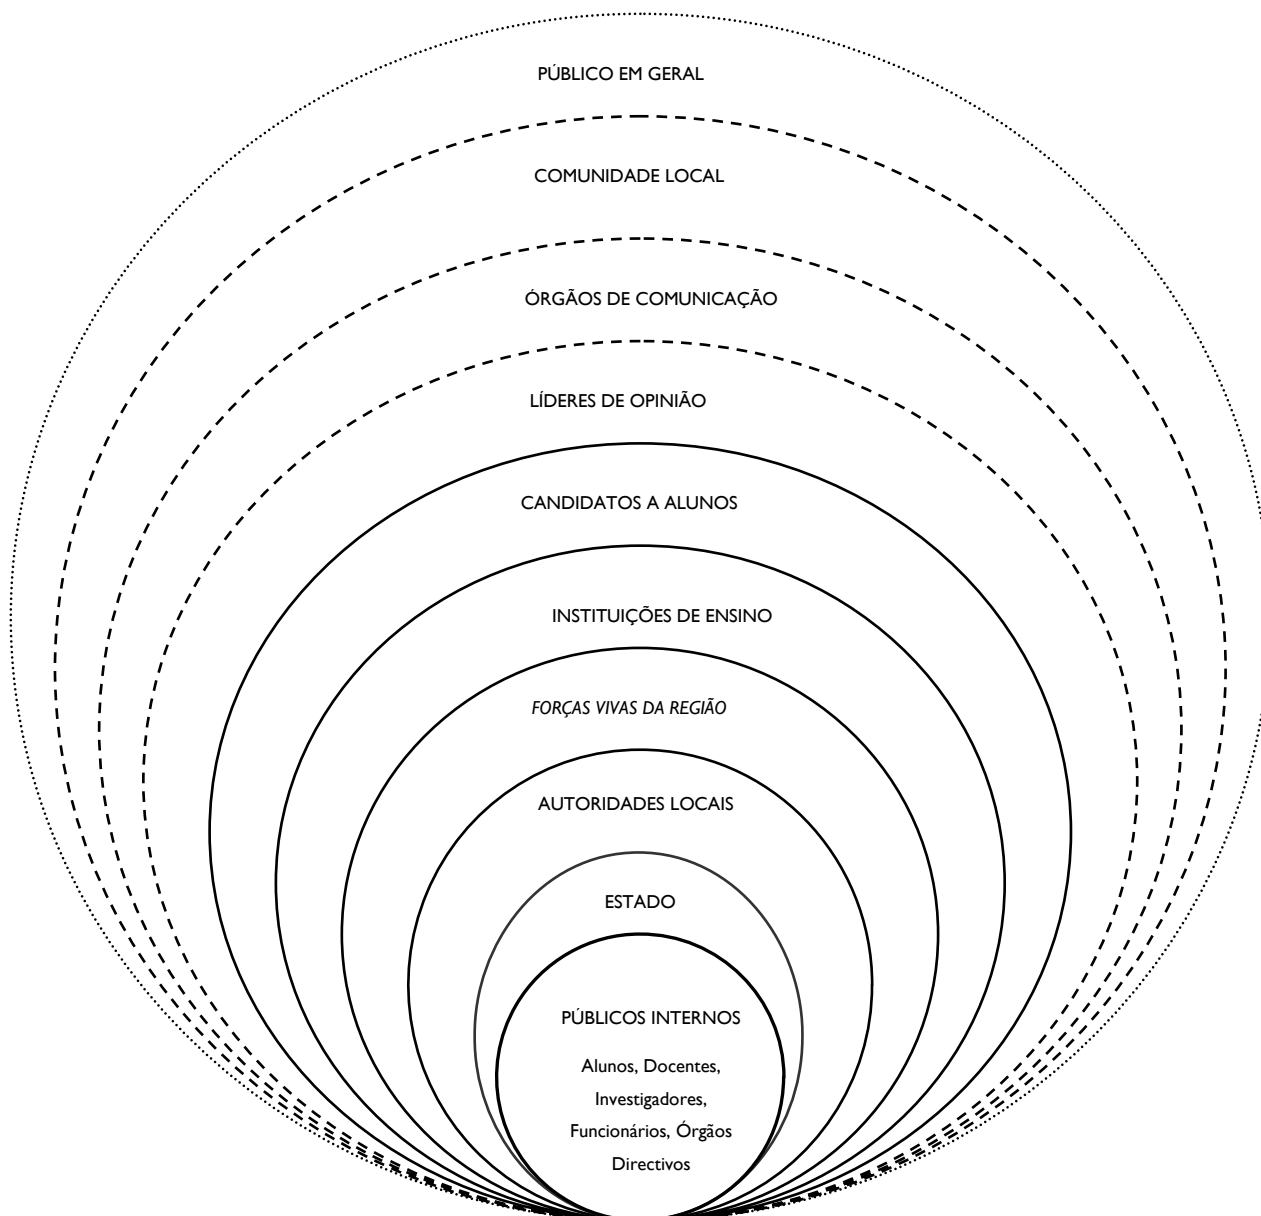 PÚBLICO EM GERAL
COMUNIDADE LOCAL
ÓRGÃOS DE COMUNICAÇÃO
LÍDERES DE OPINIÃO
CANDIDATOS A ALUNOS
INSTITUIÇÕES DE ENSINO
FORÇAS VIVAS DA REGIÃO
AUTORIDADES LOCAIS
ESTADO
PÚBLICOS INTERNOS
Alunos, Docentes,
Investigadores,
Funcionários, Órgãos
Directivos